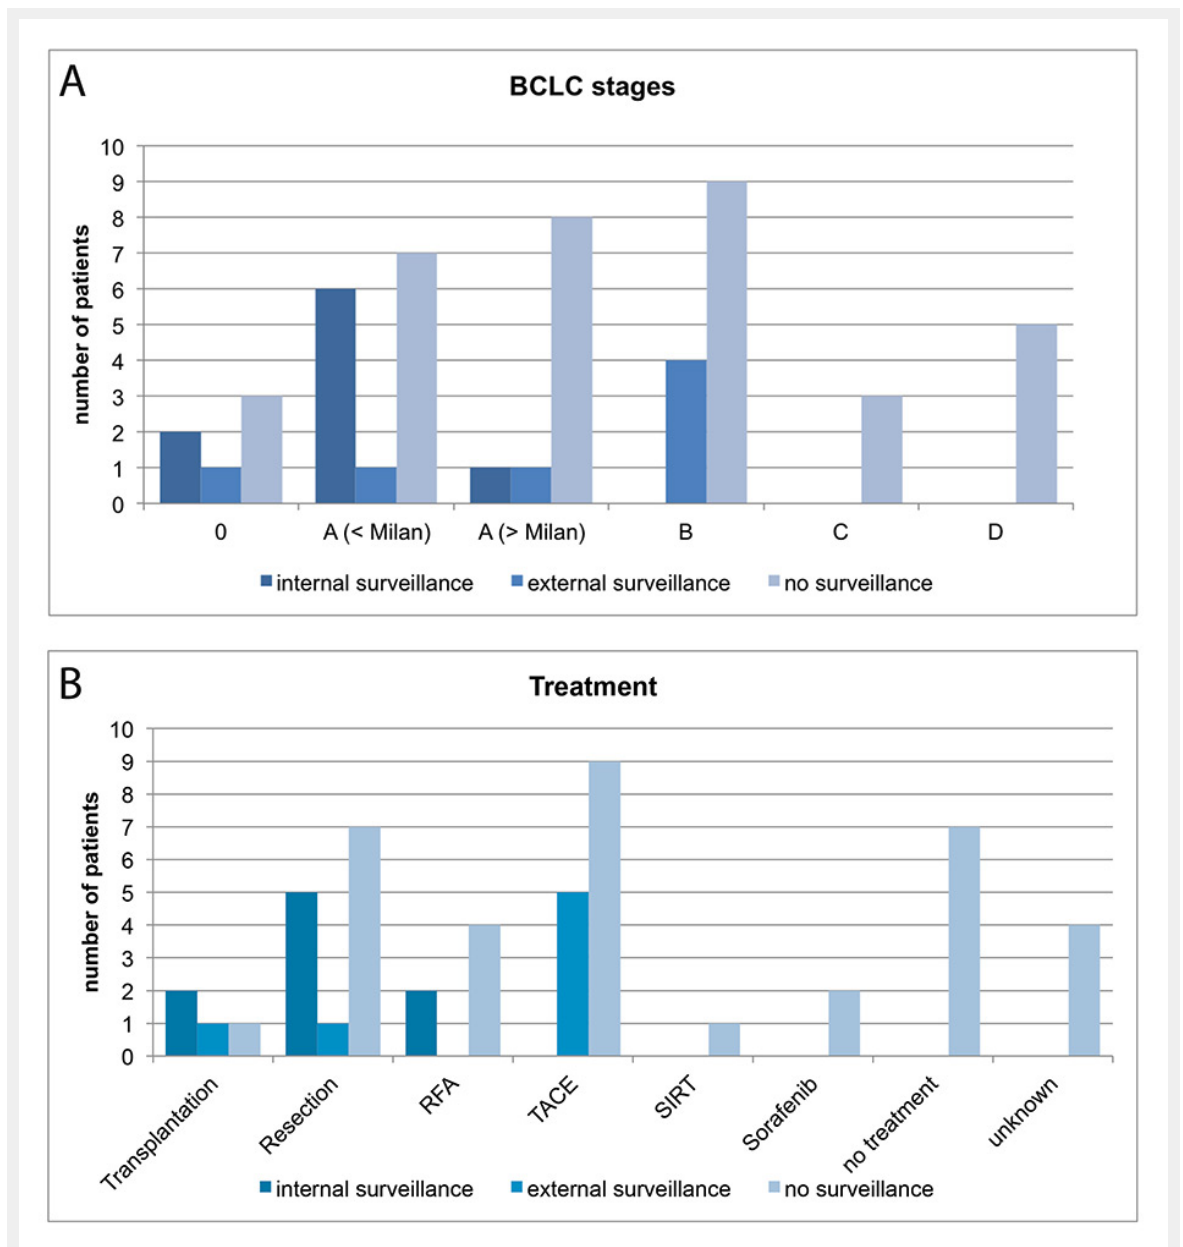 A
BCLC stages
number of patients
10
9
8
7
6
5
4
3
2
1
0
0 A (< Milan) A (> Milan) B C D
internal surveillance external surveillance no surveillance
B
Treatment
number of patients
10
9
8
7
6
5
4
3
2
1
0
Transplantation Resection RFA TACE SIRT Sorafenib no treatment unknown
internal surveillance external surveillance no surveillance